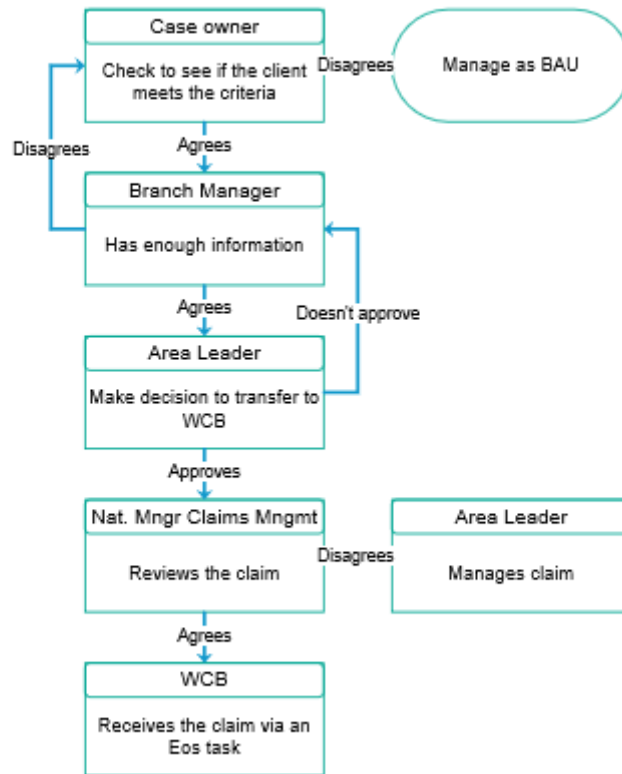 Case owner
Check to see if the client
meets the criteria
Disagrees
Manage as BAU
Disagrees
Agrees
Branch Manager
Has enough information
Agrees
Doesn't approve
Area Leader
Make decision to transfer to
WCB
Approves
Nat. Mngr Claims Mngmt
Reviews the claim
Disagrees
Area Leader
Manages claim
Agrees
WCB
Receives the claim via an
Eos task